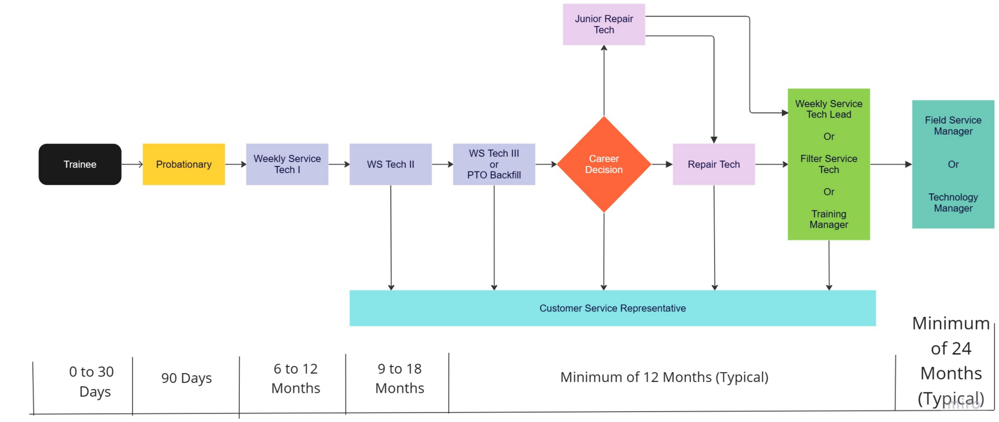 Junior Repair
Tech
Weekly Service
Tech Lead
Or
Filter Service
Tech
Or
Training
Manager
Field Service
Manager
Or
Technology
Manager
Trainee
Probationary
Weekly Service
Tech I
WS Tech II
WS Tech III
or
PTO Backfill
Career
Decision
Repair Tech
Customer Service Representative
0 to 30
Days
90 Days
6 to 12
Months
9 to 18
Months
Minimum of 12 Months (Typical)
Minimum
of 24
Months
(Typical)
miro